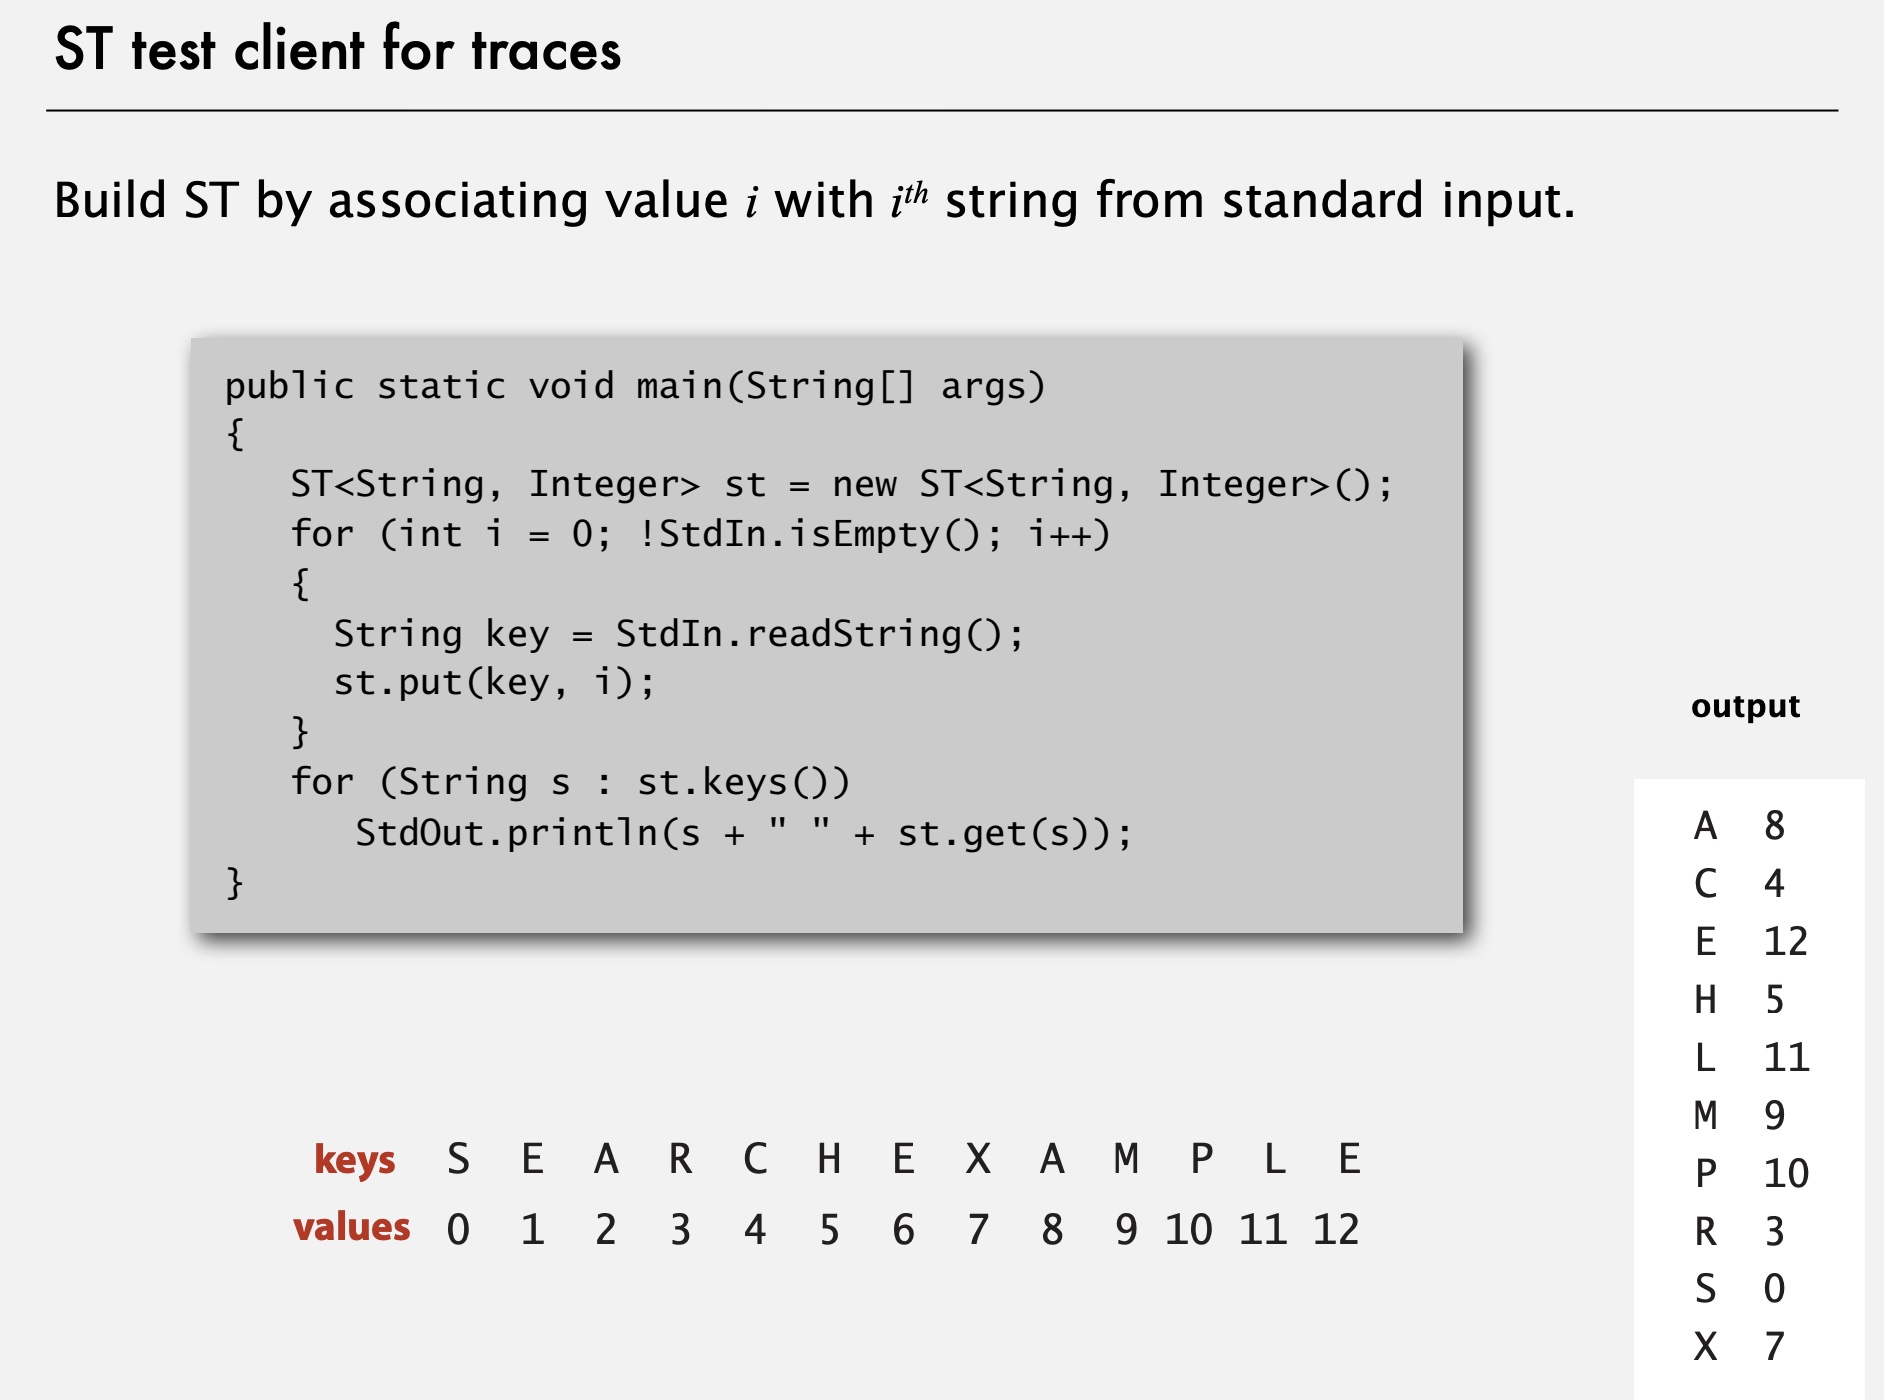 ST test client for traces
Build ST by associating value i with ith string from standard input.
public static void main(String[] args)
{
   ST<String, Integer> st = new ST<String, Integer>();
   for (int i = 0; !StdIn.isEmpty(); i++)
   {
     String key = StdIn.readString();
     st.put(key, i);
   }
   for (String s : st.keys())
      StdOut.println(s + " " + st.get(s));
}
keys S E A R C H E X A M P L E
values 0 1 2 3 4 5 6 7 8 9 10 11 12
output
A 8
C 4
E 12
H 5
L 11
M 9
P 10
R 3
S 0
X 7